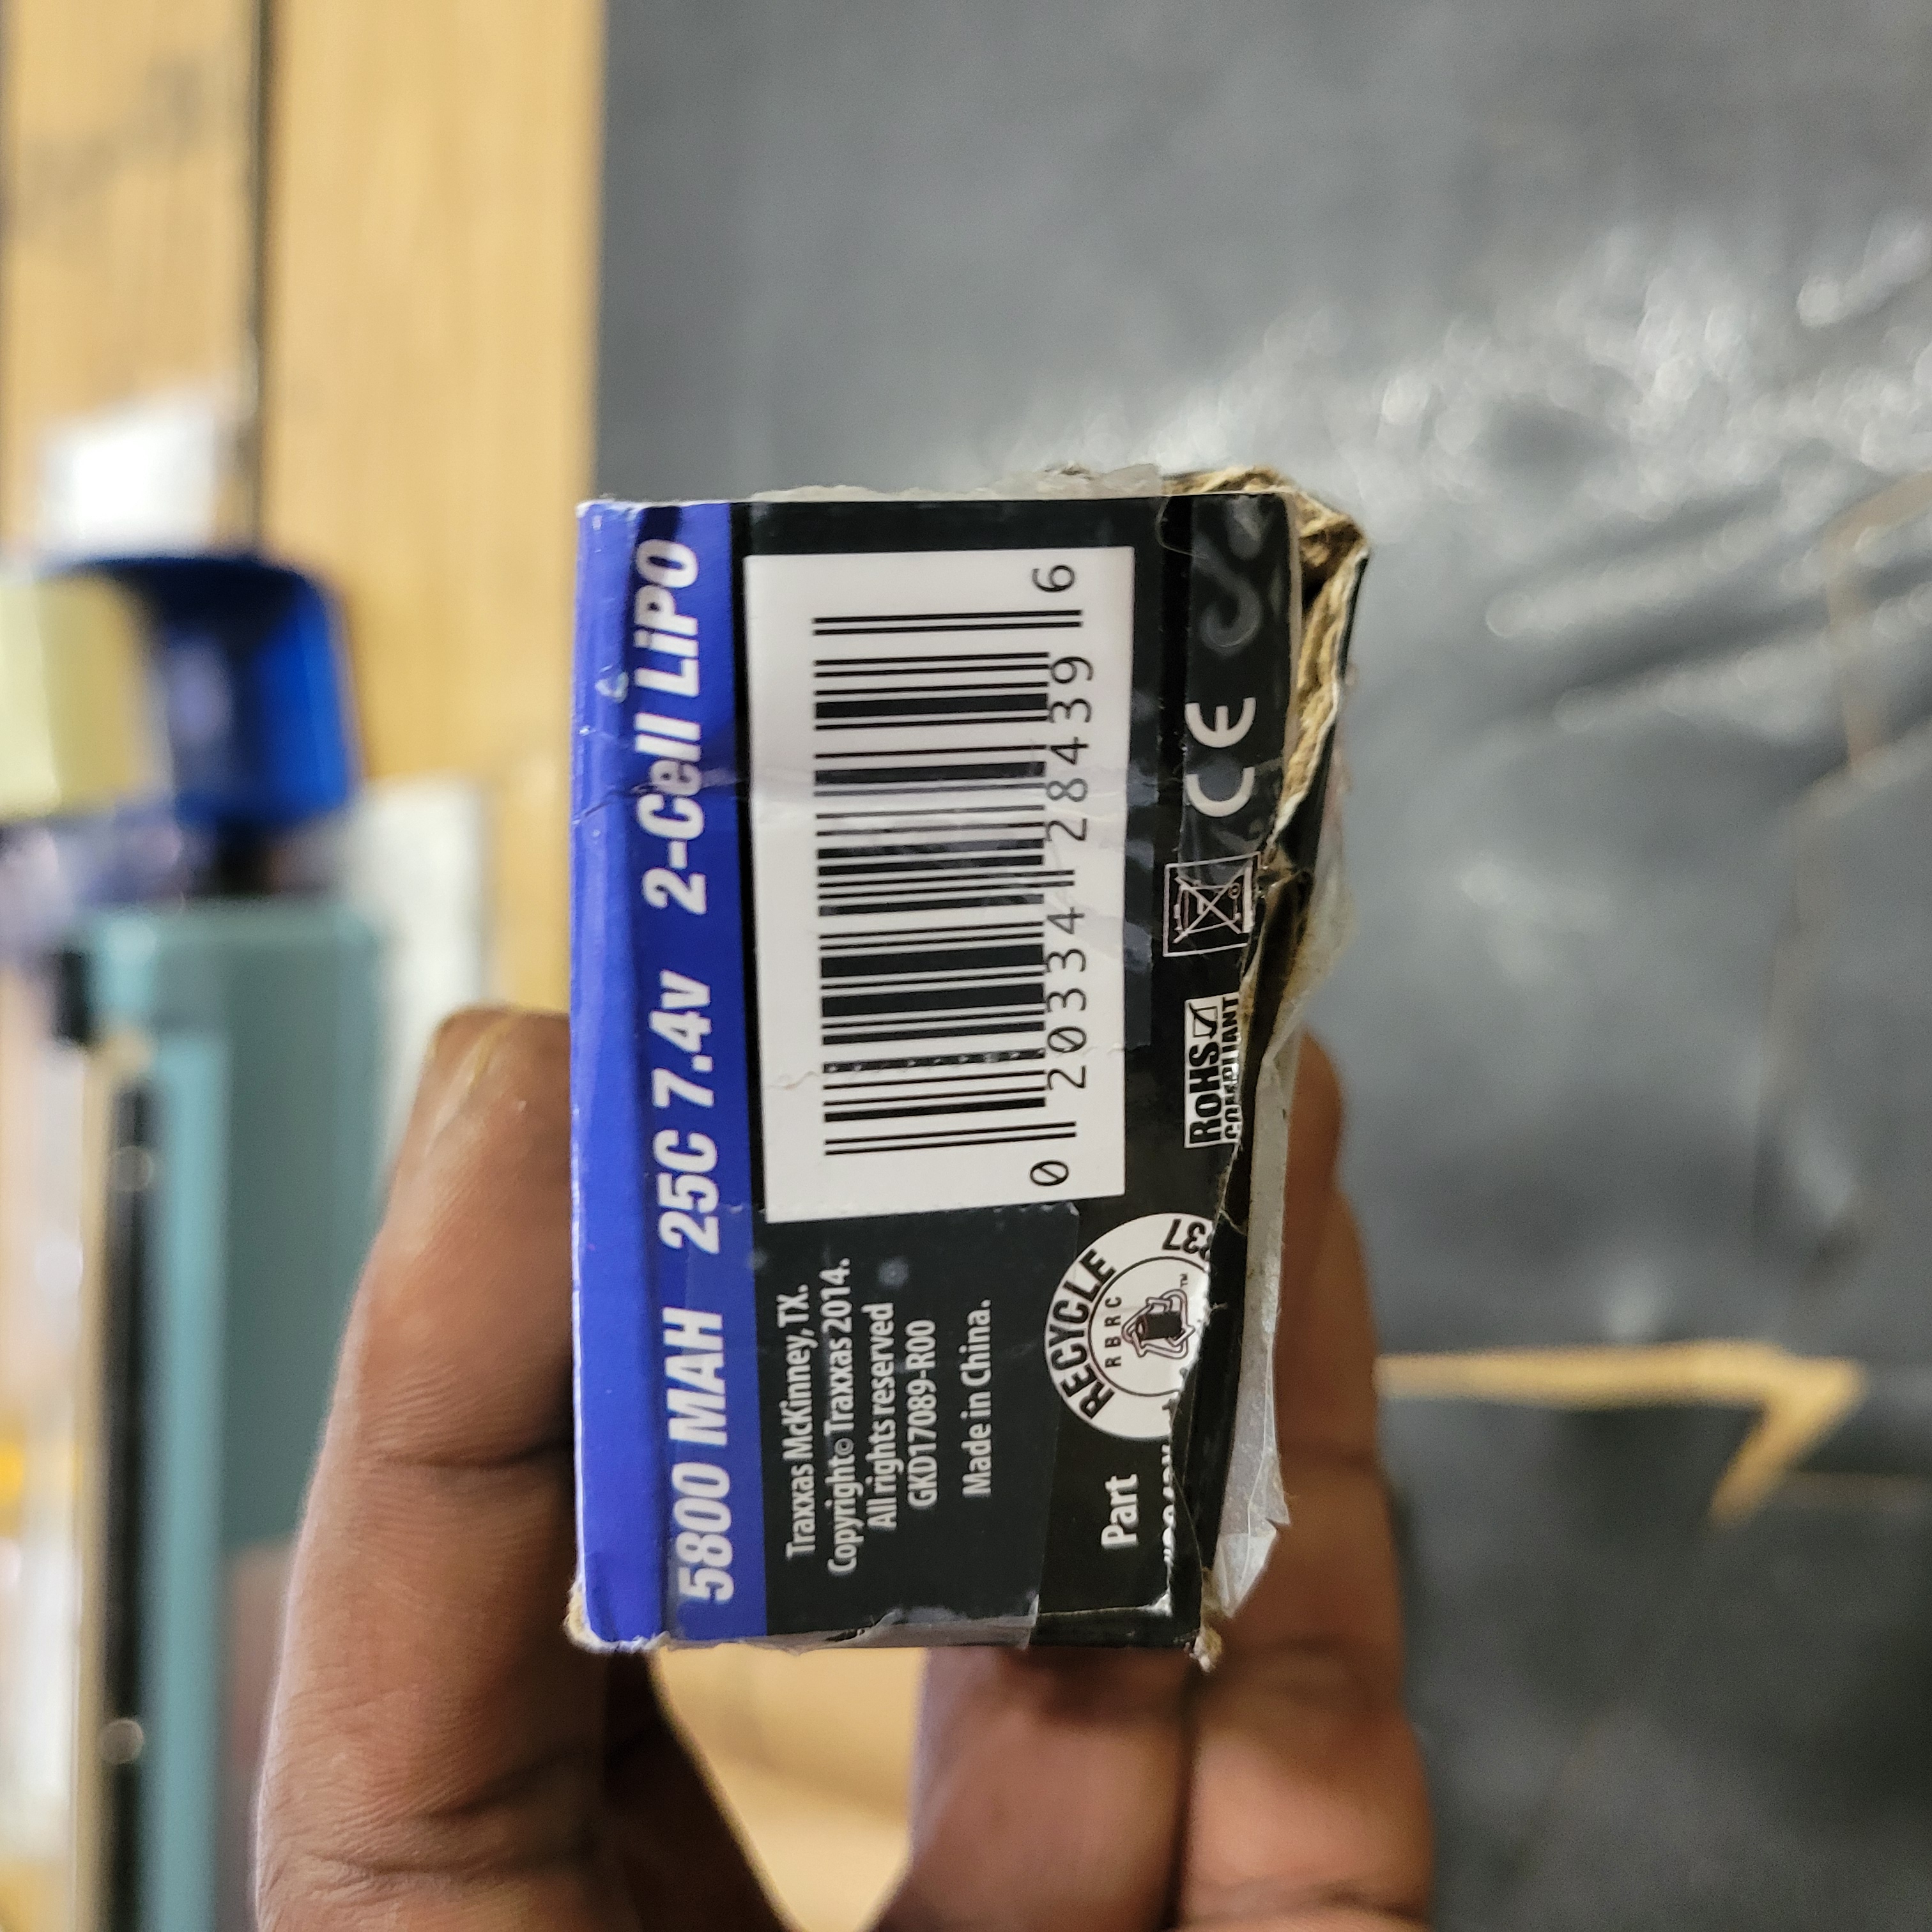 5800 MAH 25C 7.4v 2-Cell LiPO
Traxxas McKinney, TX.
Copyright© Traxxas 2014.
All rights reserved
GKD17089-R00
Made in China.
0 20334 28439 6
RECYCLE
RBRC
TM
Part
RoHS
COMPLIANT
CE